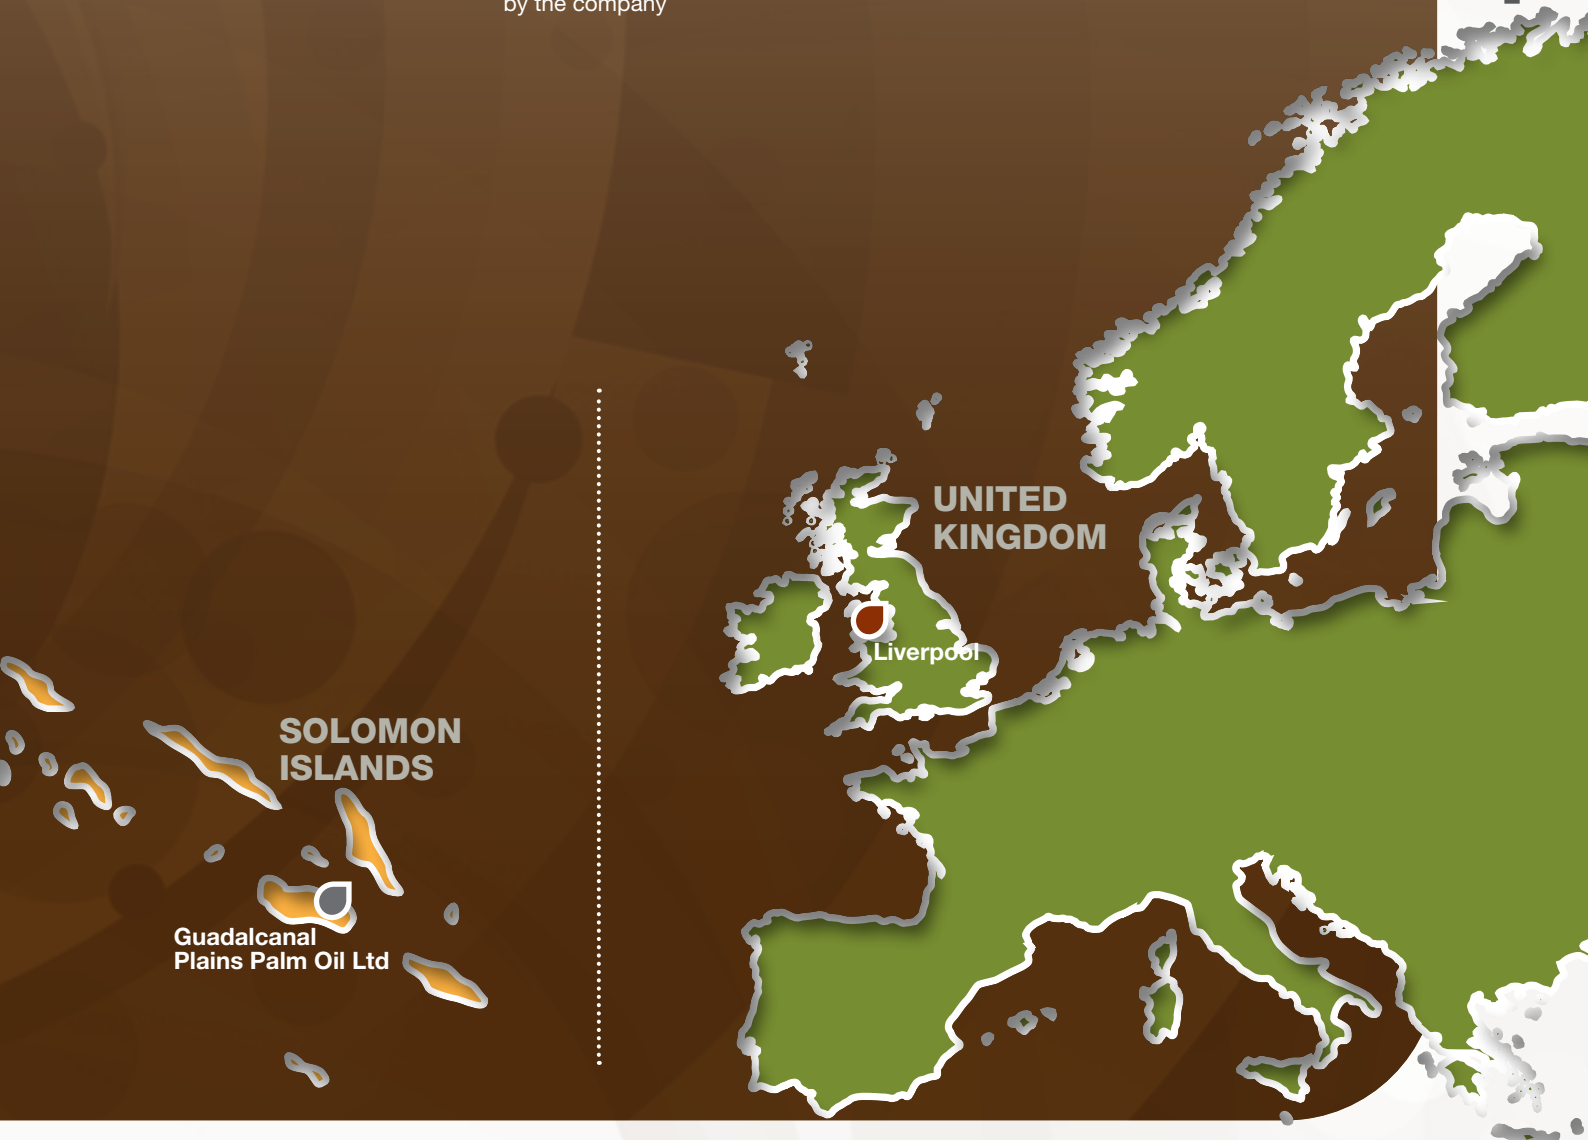 by the company
UNITED
KINGDOM
Liverpool
SOLOMON
ISLANDS
Guadalcanal
Plains Palm Oil Ltd